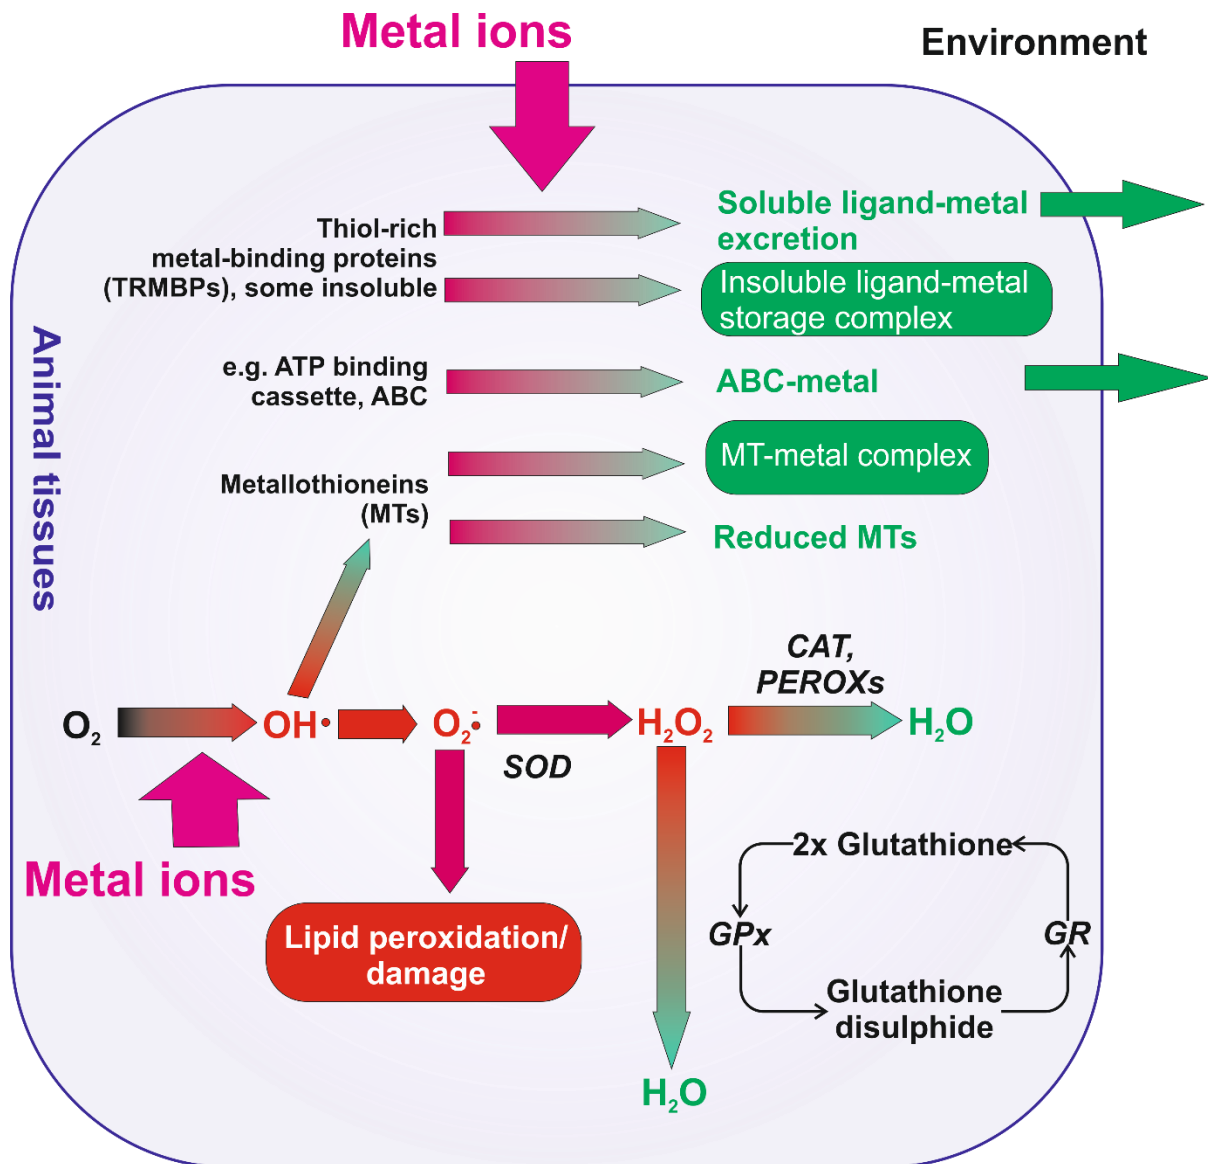 Metal ions
Environment
Thiol-rich
metal-binding proteins
(TRMBPs), some insoluble
Soluble ligand-metal
excretion
Insoluble ligand-metal
storage complex
e.g. ATP binding
cassette, ABC
ABC-metal
MT-metal complex
Metallothioneins
(MTs)
Reduced MTs
Animal tissues
CAT,
PEROXs
O₂
OH•
O₂•⁻
H₂O₂
H₂O
SOD
Metal ions
2x Glutathione
GPx
GR
Glutathione
disulphide
Lipid peroxidation/
damage
H₂O